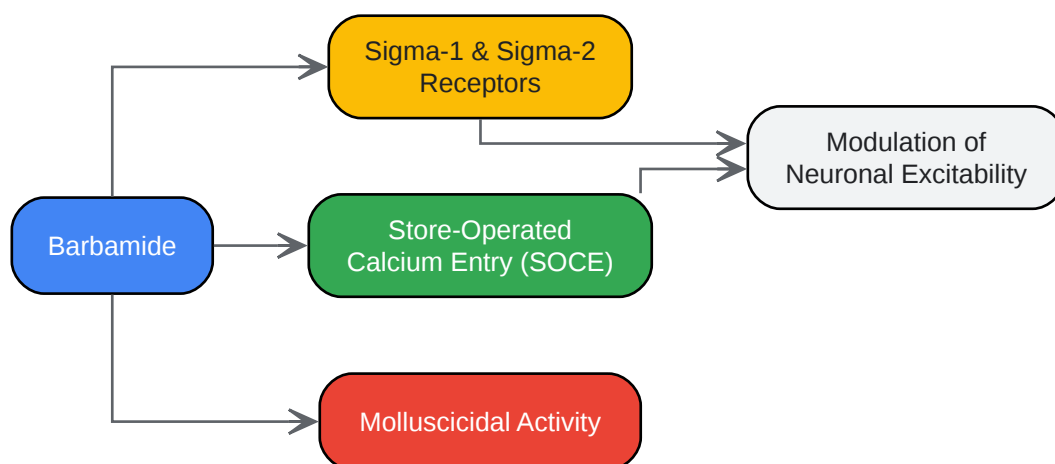 Sigma-1 & Sigma-2
Receptors
Modulation of
Neuronal Excitability
Barbamide
Store-Operated
Calcium Entry (SOCE)
Molluscicidal Activity